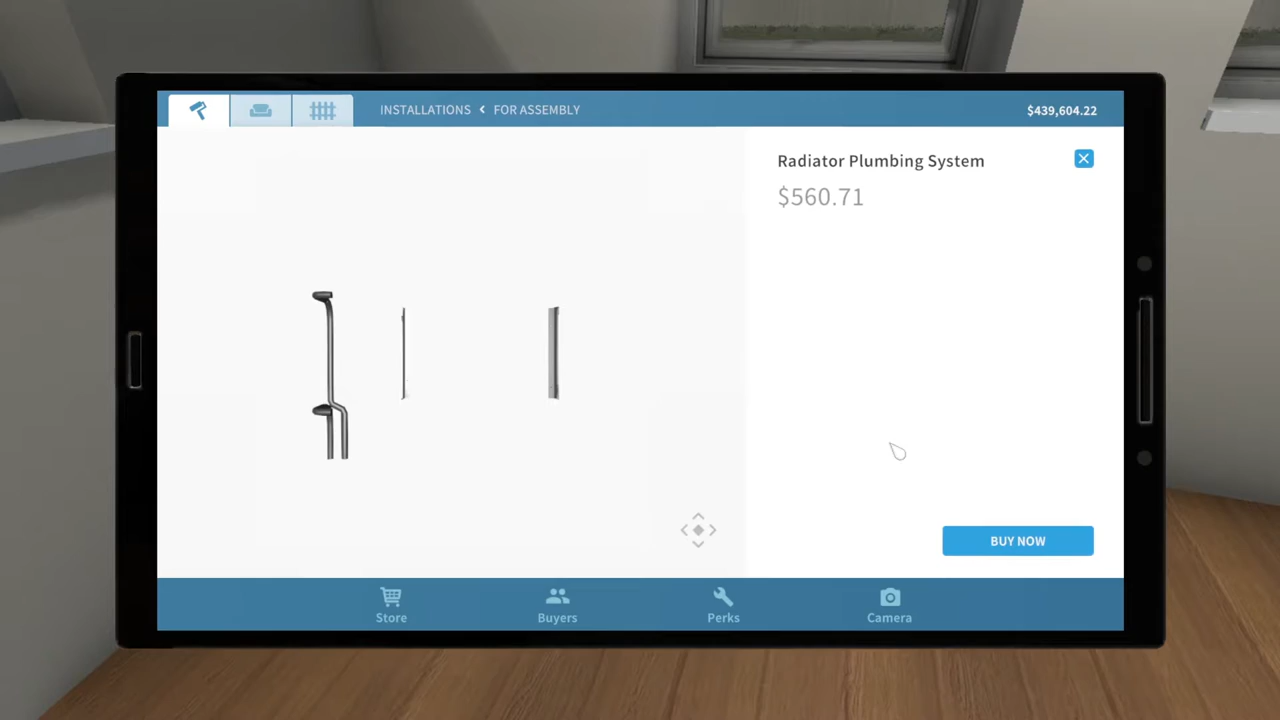 INSTALLATIONS < FOR ASSEMBLY
$439,604.22
Radiator Plumbing System
$560.71
BUY NOW
Store
Buyers
Perks
Camera